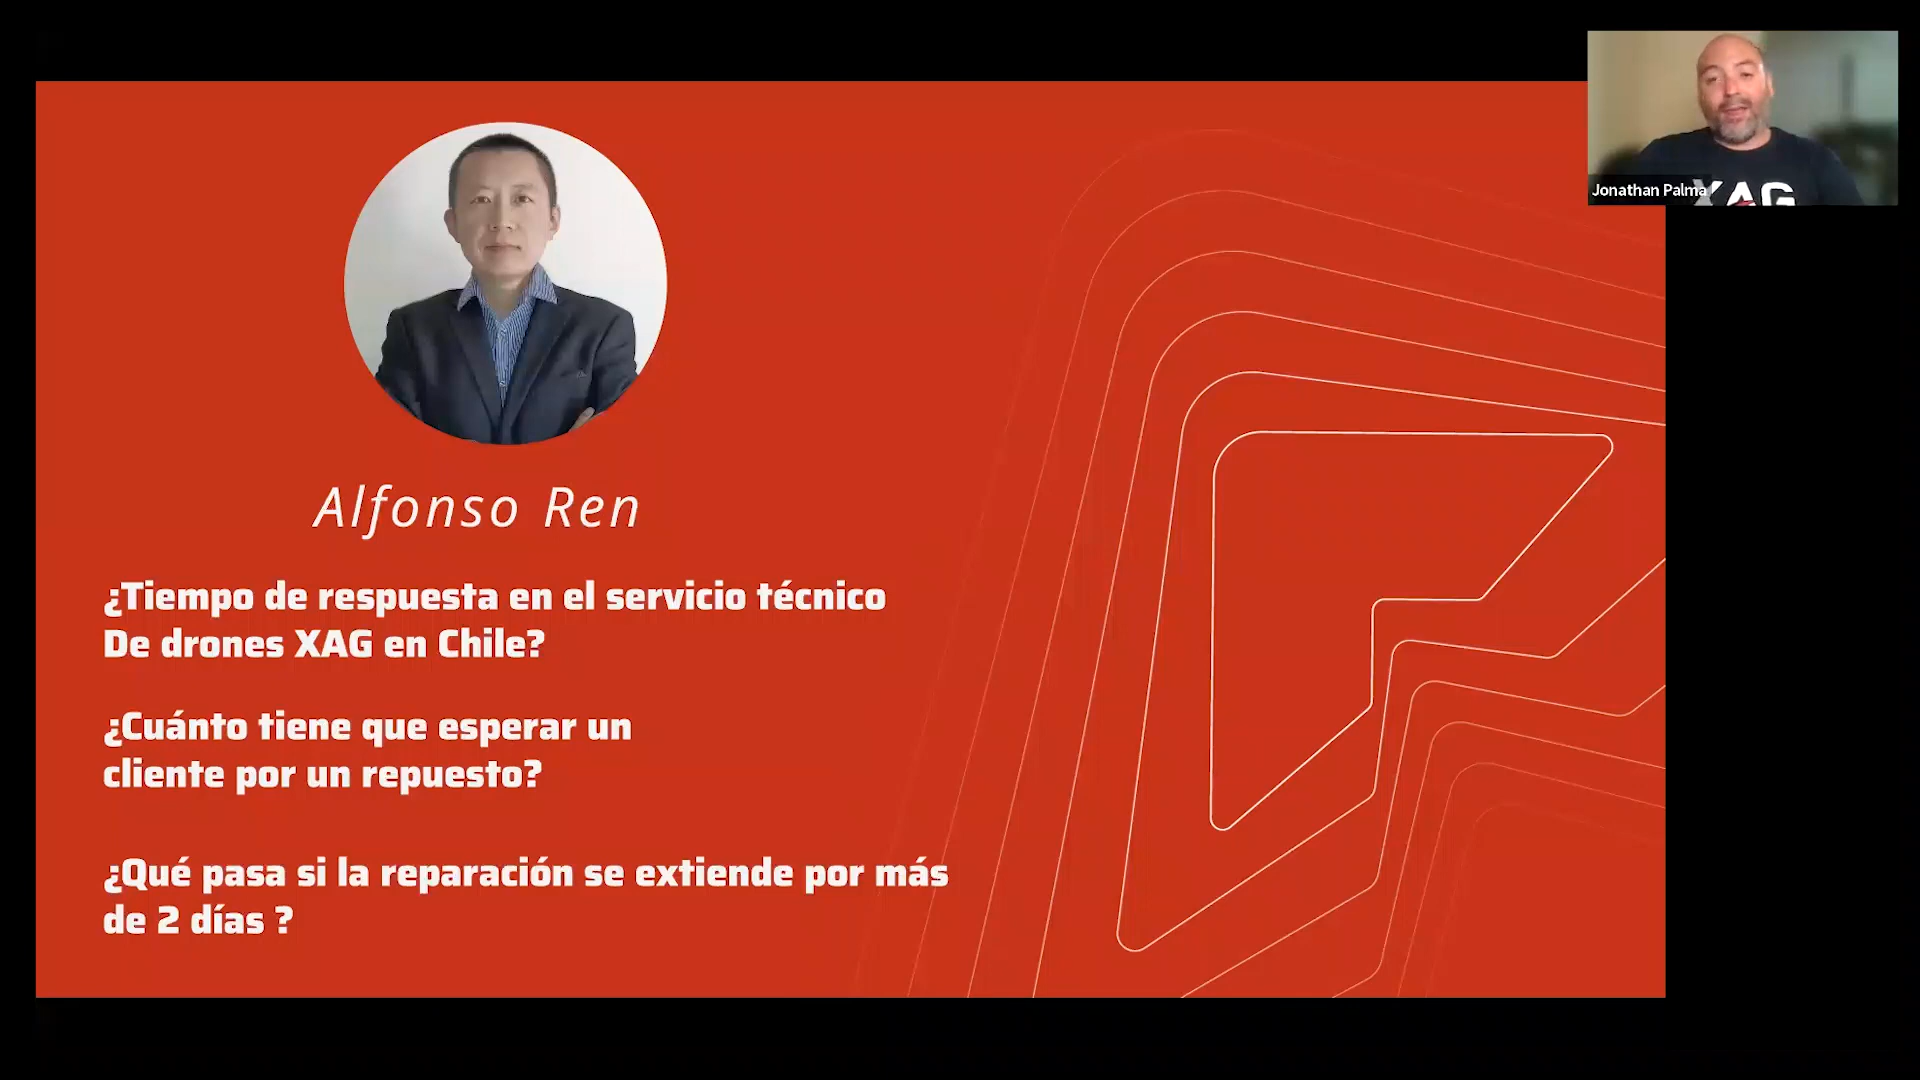 Alfonso Ren
¿Tiempo de respuesta en el servicio técnico
De drones XAG en Chile?
¿Cuánto tiene que esperar un
cliente por un repuesto?
¿Qué pasa si la reparación se extiende por más
de 2 días ?
Jonathan Palma
XAG